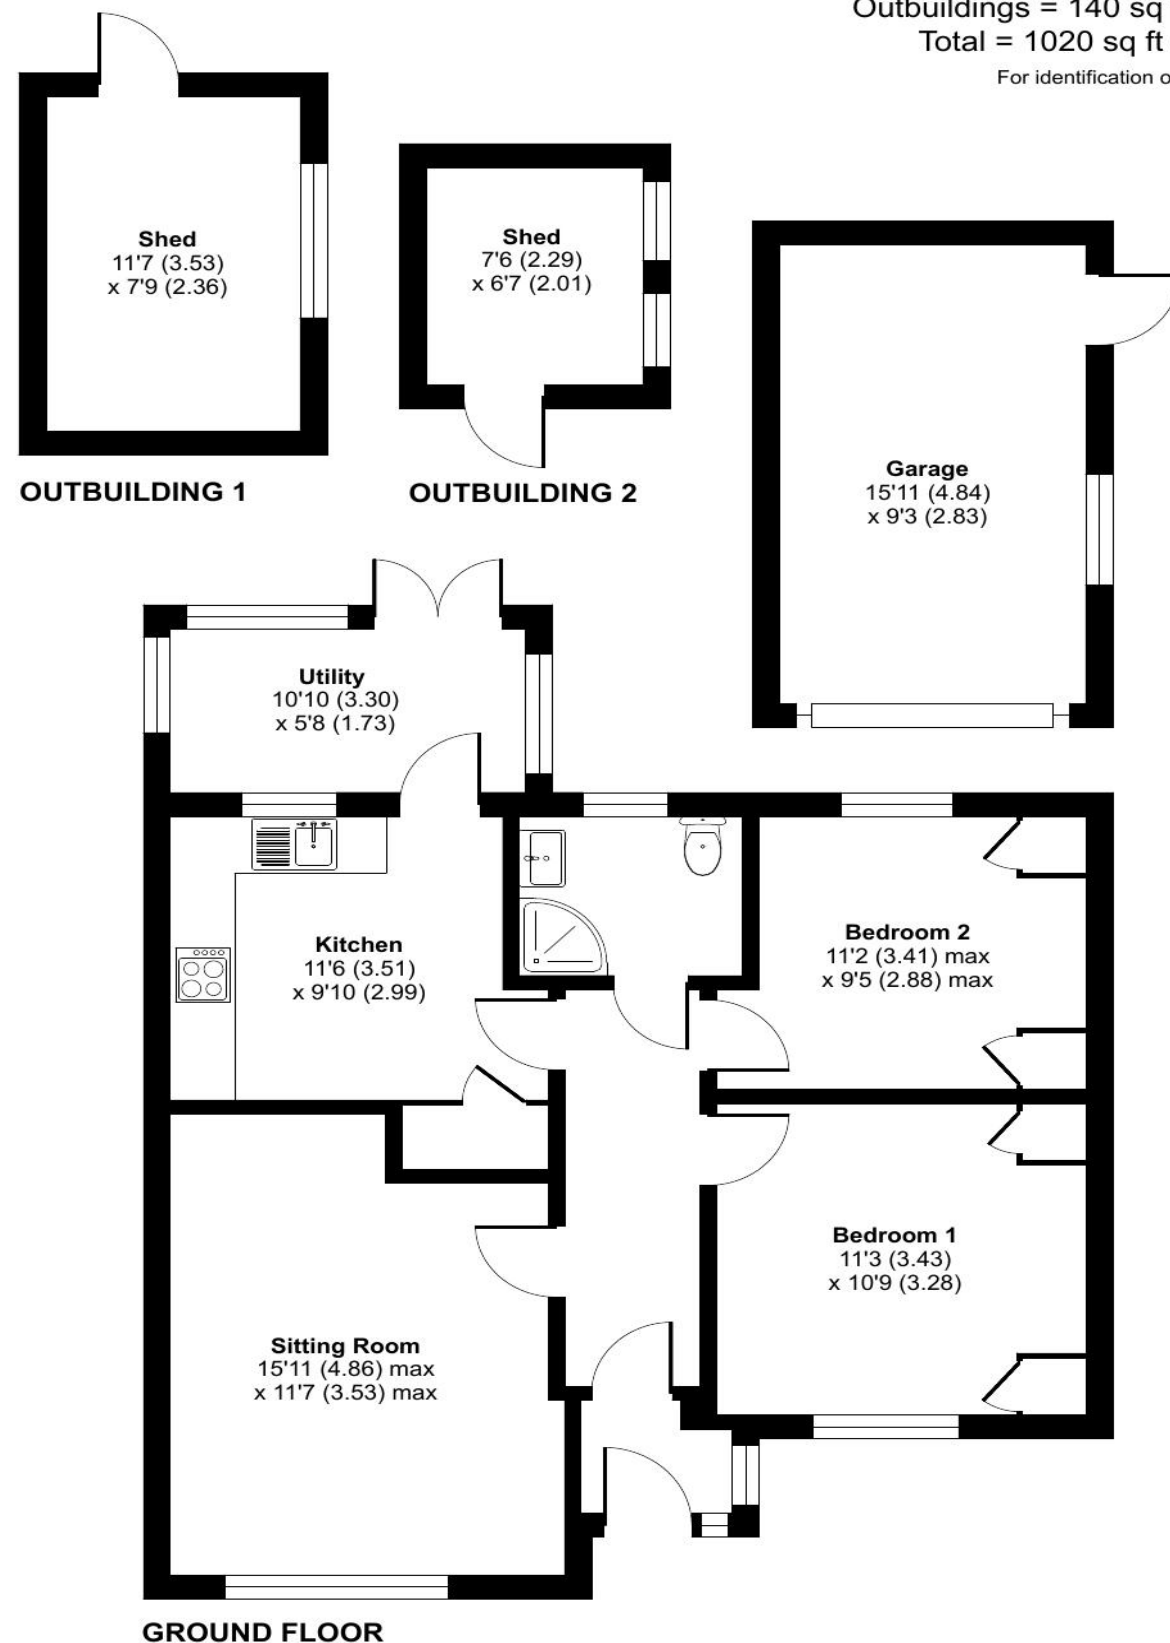 Outbuildings = 140 sq
Total = 1020 sq ft
For identification o
Shed
11'7 (3.53)
x 7'9 (2.36)
Shed
7'6 (2.29)
x 6'7 (2.01)
Garage
15'11 (4.84)
x 9'3 (2.83)
OUTBUILDING 1
OUTBUILDING 2
Utility
10'10 (3.30)
x 5'8 (1.73)
Kitchen
11'6 (3.51)
x 9'10 (2.99)
Bedroom 2
11'2 (3.41) max
x 9'5 (2.88) max
Bedroom 1
11'3 (3.43)
x 10'9 (3.28)
Sitting Room
15'11 (4.86) max
x 11'7 (3.53) max
GROUND FLOOR